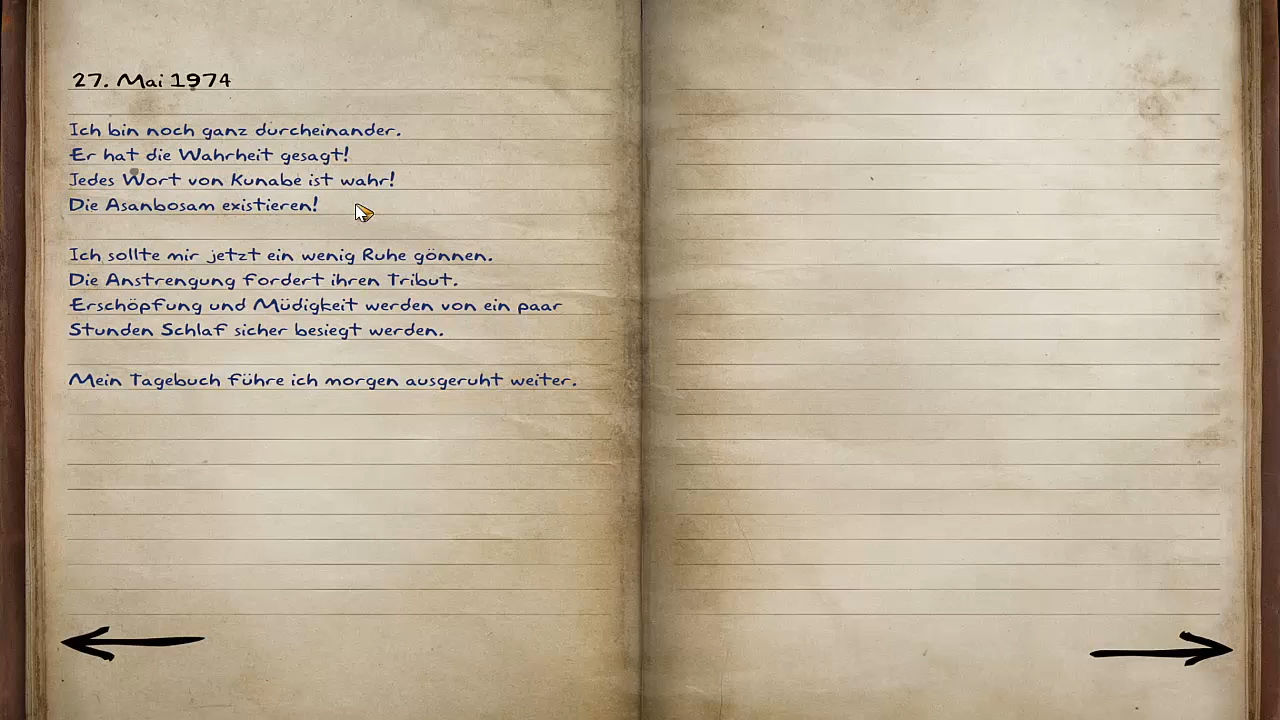 27. Mai 1974
Ich bin noch ganz durcheinander.
Er hat die Wahrheit gesagt!
Jedes Wort von Kunabe ist wahr!
Die Asanbosam existieren!
Ich sollte mir jetzt ein wenig Ruhe gönnen.
Die Anstrengung fordert ihren Tribut.
Erschöpfung und Müdigkeit werden von ein paar
Stunden Schlaf sicher besiegt werden.
Mein Tagebuch führe ich morgen ausgeruht weiter.